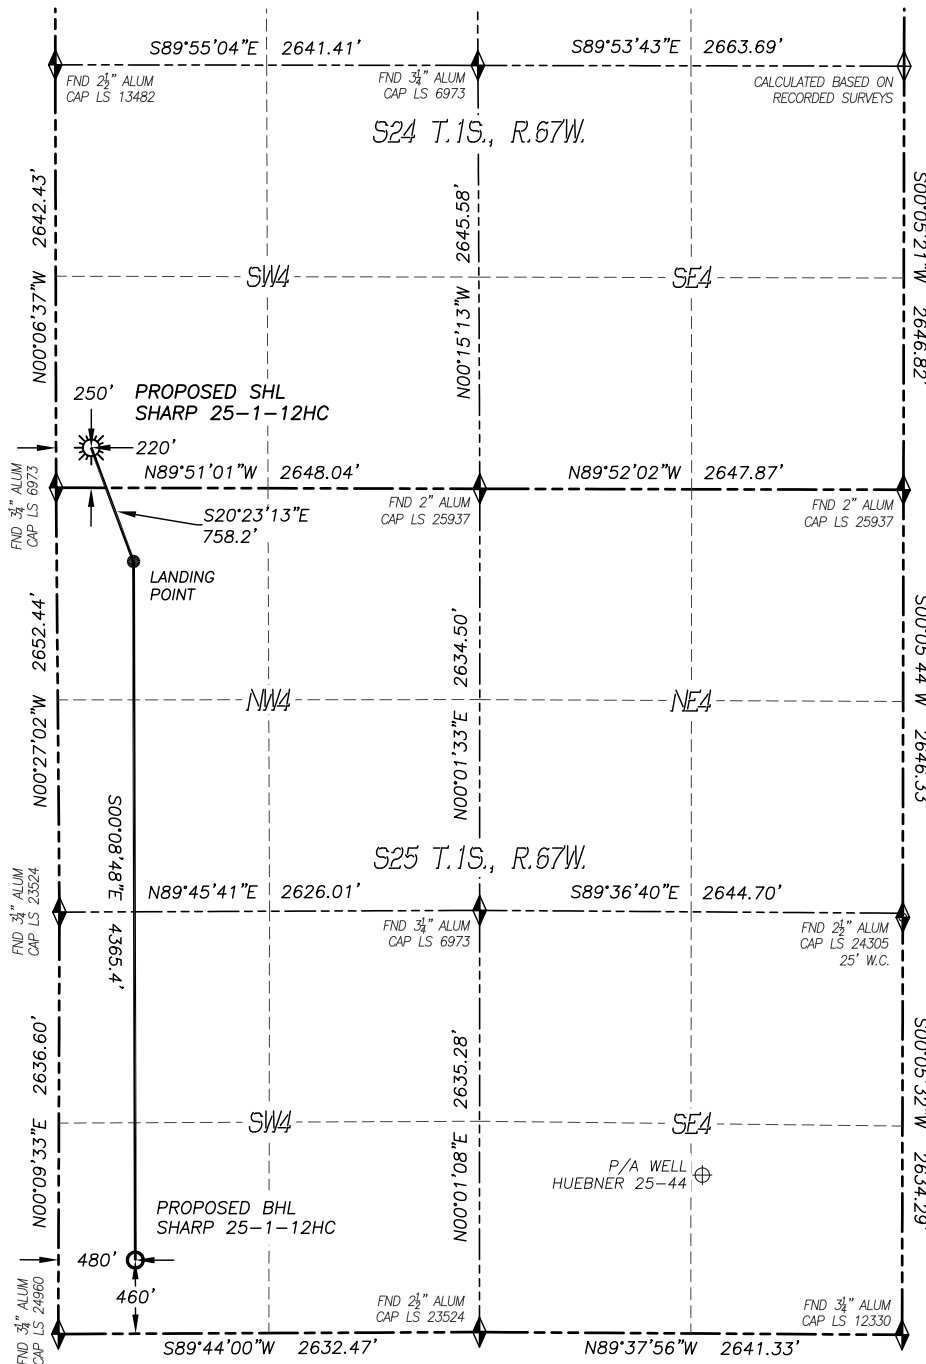 S89°55'04"E 2641.41'
S89°53'43"E 2663.69'
FND 2½" ALUM
CAP LS 13482
FND 3¼" ALUM
CAP LS 6973
CALCULATED BASED ON
RECORDED SURVEYS
S24 T.1S., R.67W.
N00°06'37"W 2642.43'
N00°15'13"W 2645.58'
S00°05'21"W 2646.82'
SW4
SE4
250'
PROPOSED SHL
SHARP 25-1-12HC
220'
N89°51'01"W 2648.04'
N89°52'02"W 2647.87'
FND 3¼" ALUM
CAP LS 6973
FND 2" ALUM
CAP LS 25937
FND 2" ALUM
CAP LS 25937
S20°23'13"E
758.2'
LANDING
POINT
N00°27'02"W 2652.44'
N00°01'33"E 2634.50'
S00°05'44"W 2646.33'
NW4
NE4
S00°08'48"E 4365.4'
S25 T.1S., R.67W.
N89°45'41"E 2626.01'
S89°36'40"E 2644.70'
FND 3¼" ALUM
CAP LS 23524
FND 3¼" ALUM
CAP LS 6973
FND 2½" ALUM
CAP LS 24305
25' W.C.
N00°09'33"E 2636.60'
N00°01'08"E 2635.28'
S00°05'32"W 2634.29'
SW4
SE4
P/A WELL
HUEBNER 25-44
PROPOSED BHL
SHARP 25-1-12HC
480'
460'
FND 3¼" ALUM
CAP LS 24960
FND 2½" ALUM
CAP LS 23524
FND 3¼" ALUM
CAP LS 12330
S89°44'00"W 2632.47'
N89°37'56"W 2641.33'